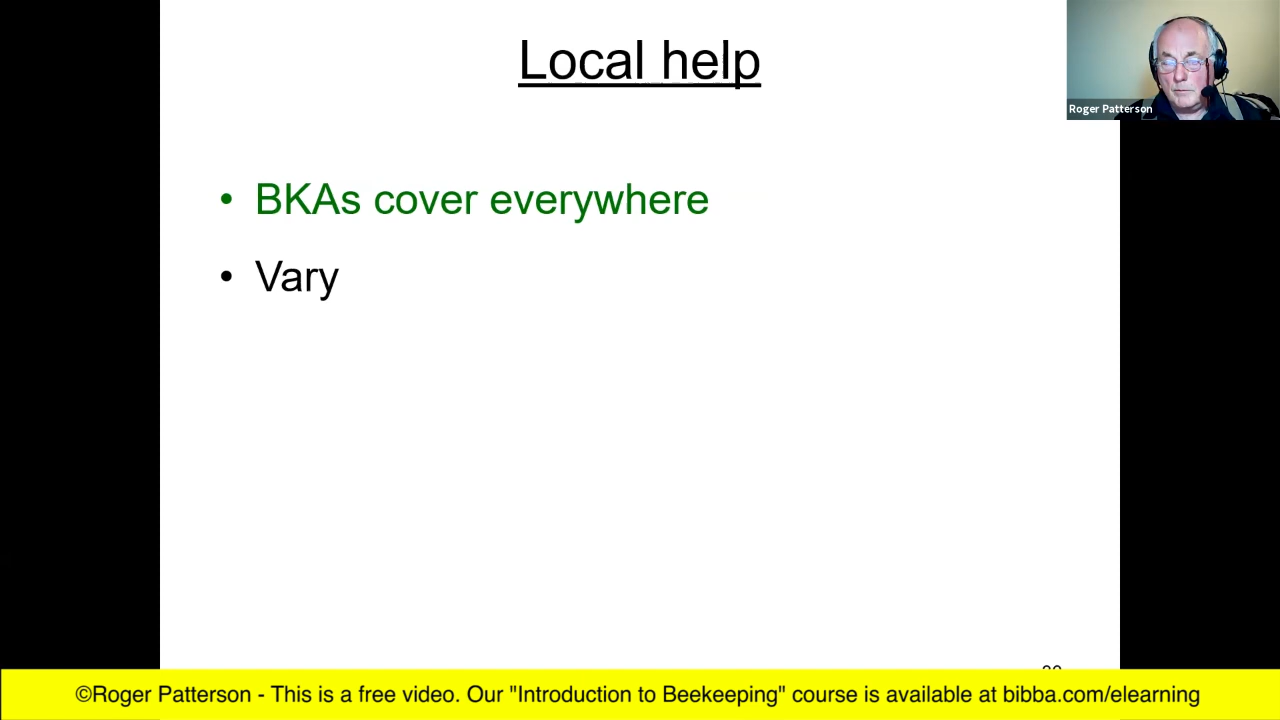 Local help
Roger Patterson
• BKAs cover everywhere
• Vary
©Roger Patterson - This is a free video. Our "Introduction to Beekeeping" course is available at bibba.com/elearning